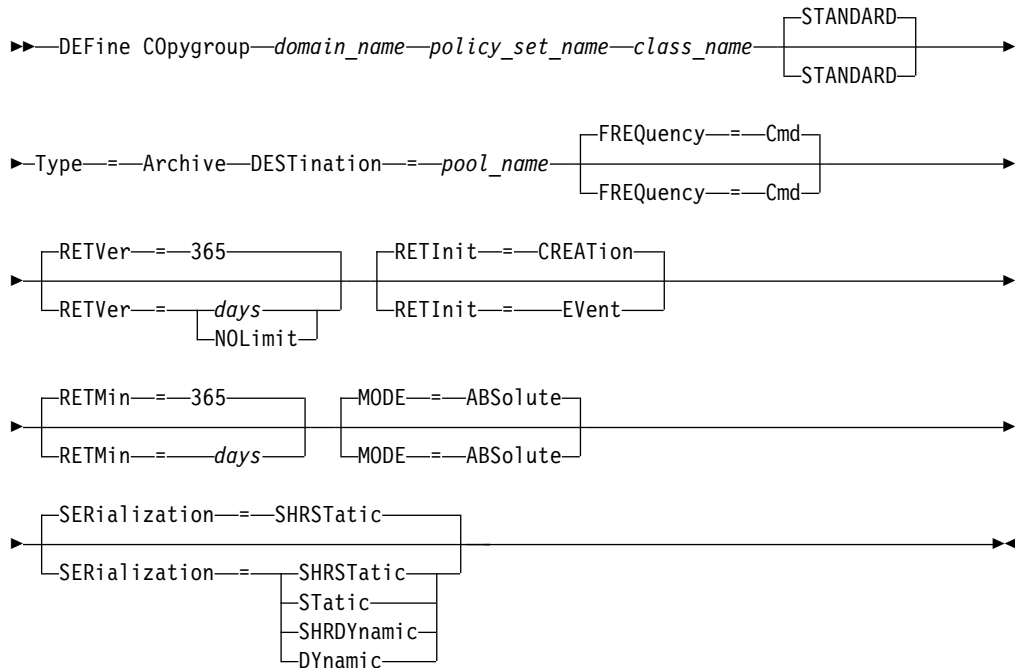 STANDARD
DEFine COpygroup domain_name policy_set_name class_name
STANDARD
FREQuency = Cmd
Type = Archive DESTination = pool_name
FREQuency = Cmd
RETVer = 365 RETInit = CREATion
RETVer = days RETInit = EVent
NOLimit
RETMin = 365 MODE = ABSolute
RETMin = days MODE = ABSolute
SERialization = SHRSTatic
SERialization = SHRSTatic
STatic
SHRDYnamic
DYnamic